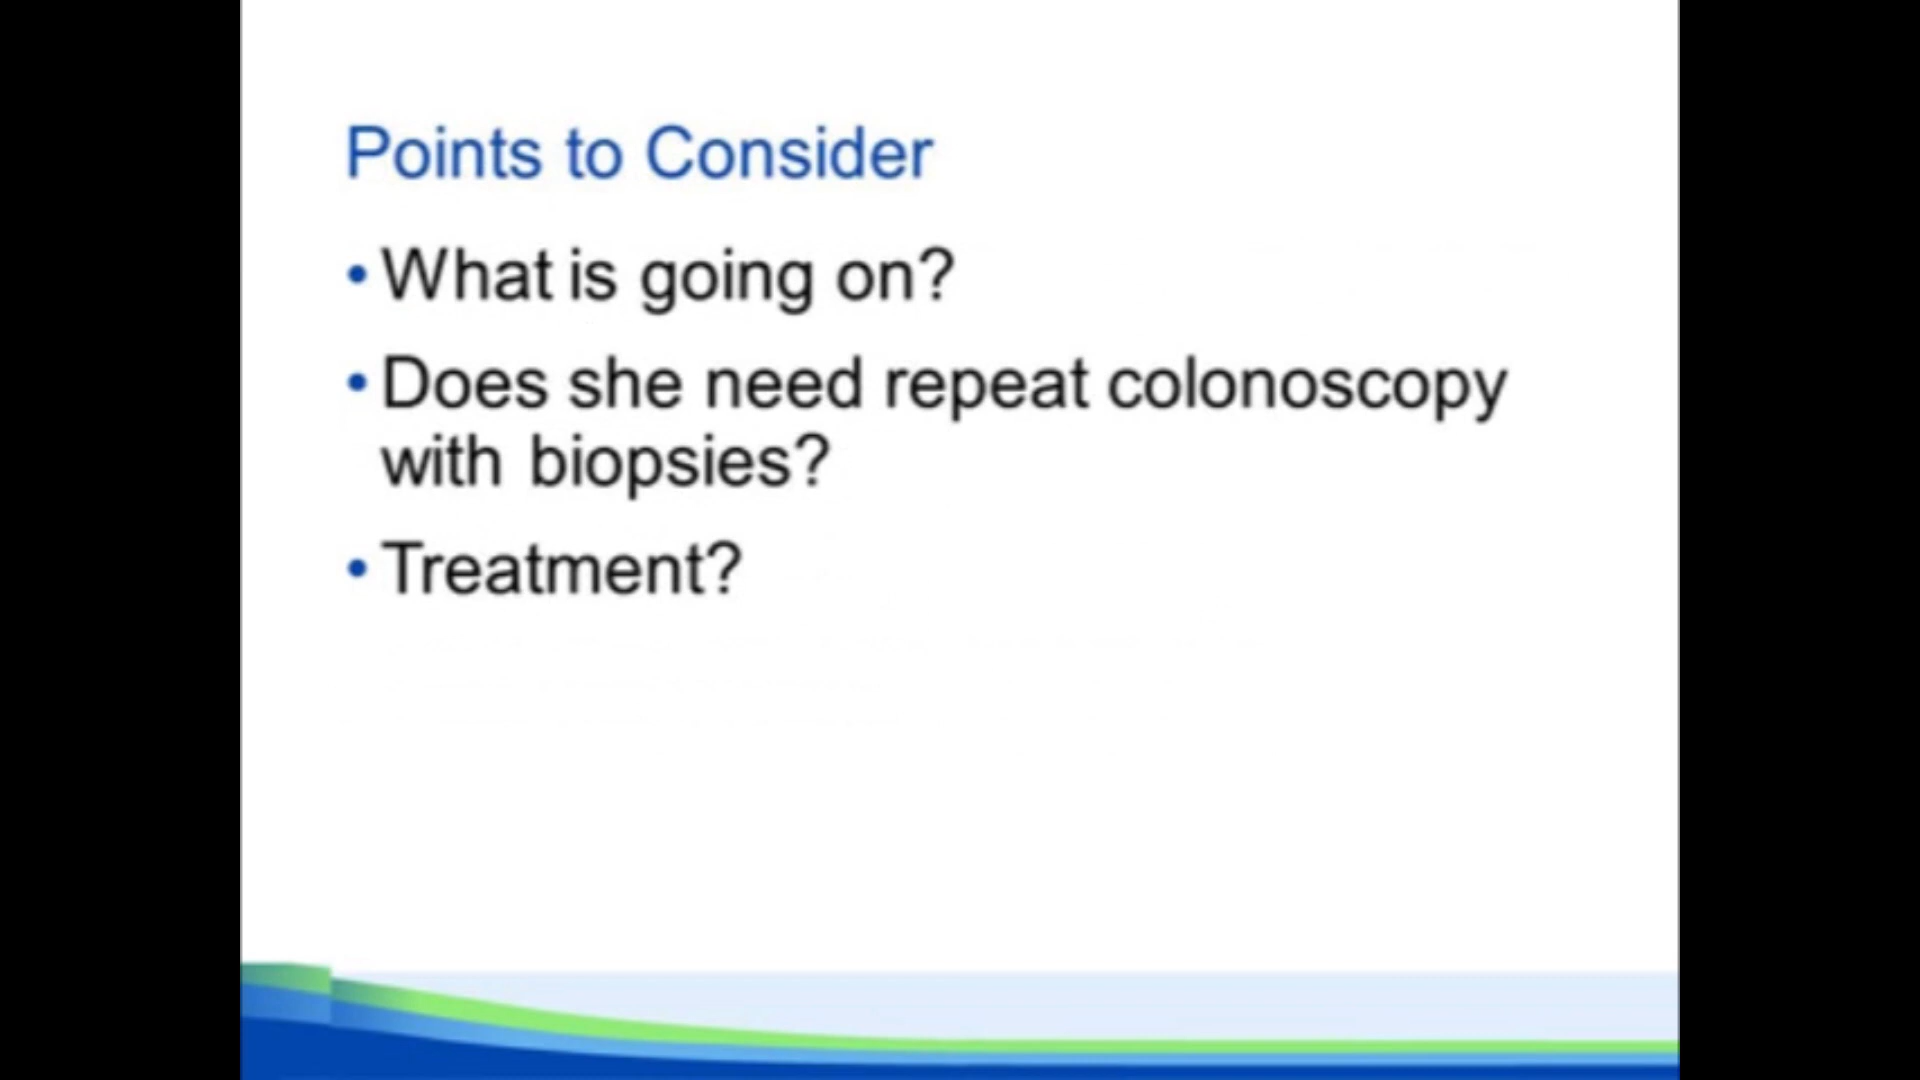 Points to Consider
• What is going on?
• Does she need repeat colonoscopy
with biopsies?
• Treatment?